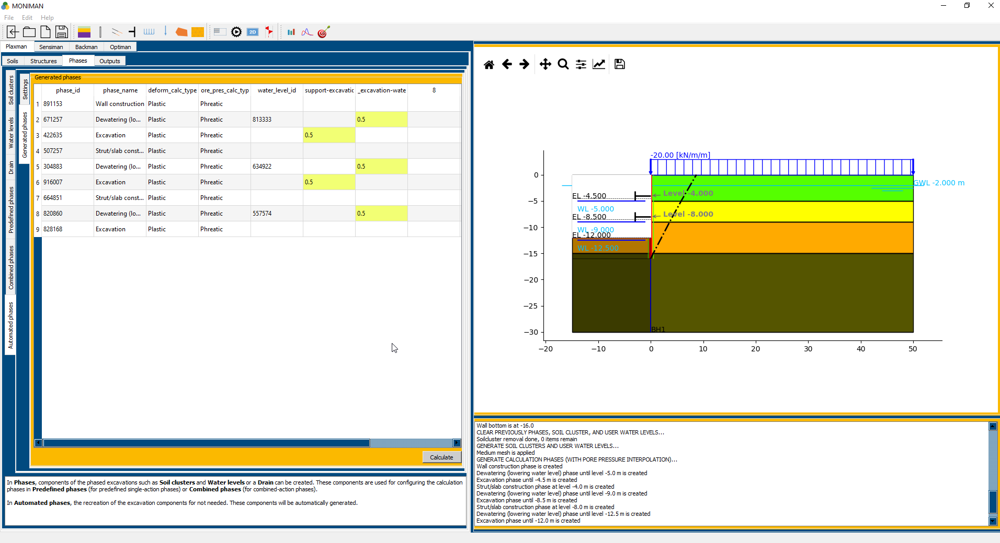 MONIMAN
File Edit Help
2D
Plaxman Sensiman Backman Optiman
Soils Structures Phases Outputs
Soil clusters
Water levels
Drain
Predefined phases
Combined phases
Automated phases
Settings
Generated phases
Generated phases
phase_id phase_name deform_calc_type ore_pres_calc_typ water_level_id support-excavatic _excavation-wate 8
1 891153 Wall construction Plastic Phreatic
2 671257 Dewatering (lo... Plastic Phreatic 813333 0.5
3 422635 Excavation Plastic Phreatic 0.5
4 507257 Strut/slab const... Plastic Phreatic
5 304883 Dewatering (lo... Plastic Phreatic 634922 0.5
6 916007 Excavation Plastic Phreatic 0.5
7 664851 Strut/slab const... Plastic Phreatic
8 820860 Dewatering (lo... Plastic Phreatic 557574 0.5
9 828168 Excavation Plastic Phreatic
Calculate
In Phases, components of the phased excavations such as Soil clusters and Water levels or a Drain can be created. These components are used for configuring the calculation
phases in Predefined phases (for predefined single-action phases) or Combined phases (for combined-action phases).
In Automated phases, the recreation of the excavation components for not needed. These components will be automatically generated.
-20.00 [kN/m/m]
GWL -2.000 m
EL -4.500
Level -4.000
WL -5.000
EL -8.500
Level -8.000
WL -9.000
EL -12.000
WL -12.500
BH1
0
−5
−10
−15
−20
−25
−30
−20 −10 0 10 20 30 40 50
Wall bottom is at -16.0
CLEAR PREVIOUSLY PHASES, SOIL CLUSTER, AND USER WATER LEVELS...
Soilcluster removal done, 0 items remain
GENERATE SOIL CLUSTERS AND USER WATER LEVELS...
Medium mesh is applied
GENERATE CALCULATION PHASES (WITH PORE PRESSURE INTERPOLATION)...
Wall construction phase is created
Dewatering (lowering water level) phase until level -5.0 m is created
Excavation phase until -4.5 m is created
Strut/slab construction phase at level -4.0 m is created
Dewatering (lowering water level) phase until level -9.0 m is created
Excavation phase until -8.5 m is created
Strut/slab construction phase at level -8.0 m is created
Dewatering (lowering water level) phase until level -12.5 m is created
Excavation phase until -12.0 m is created